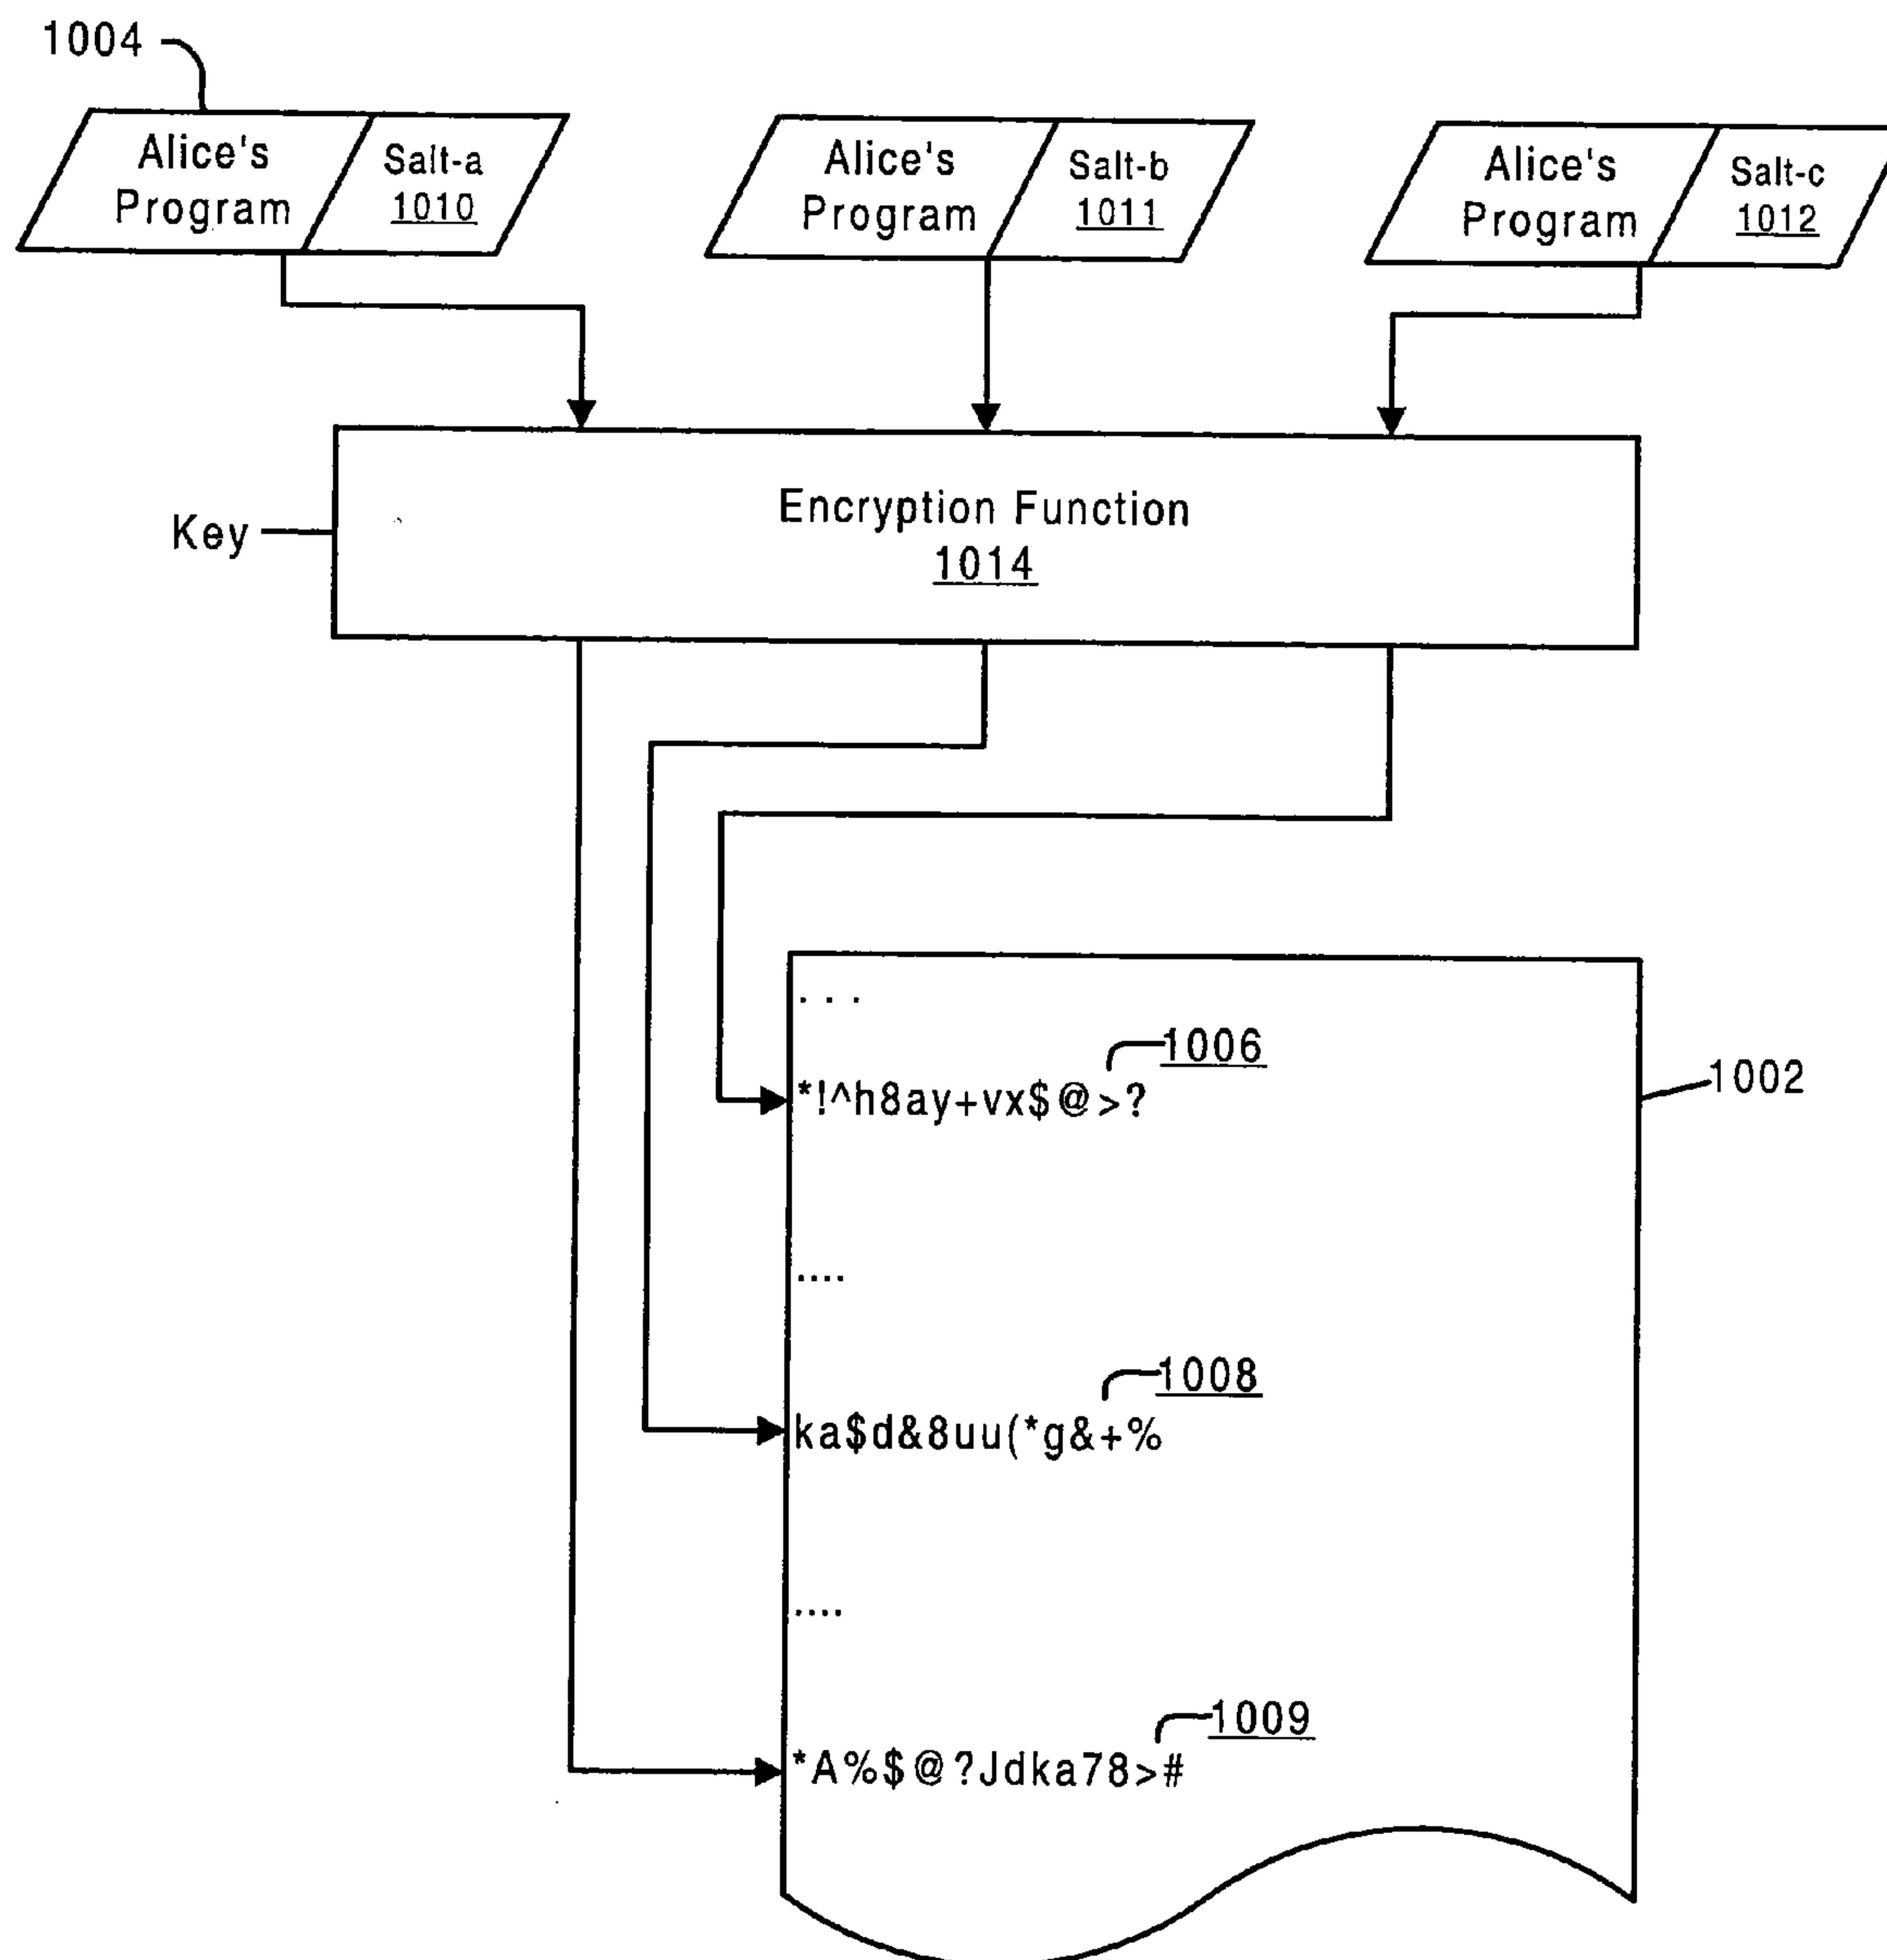 1004
Alice's
Program
Salt-a
1010
Alice's
Program
Salt-b
1011
Alice's
Program
Salt-c
1012
Key
Encryption Function
1014
. . .
1006
*!^h8ay+vx$@>?
1002
....
1008
ka$d&8uu(*g&+%
....
1009
*A%$@?Jdka78>#